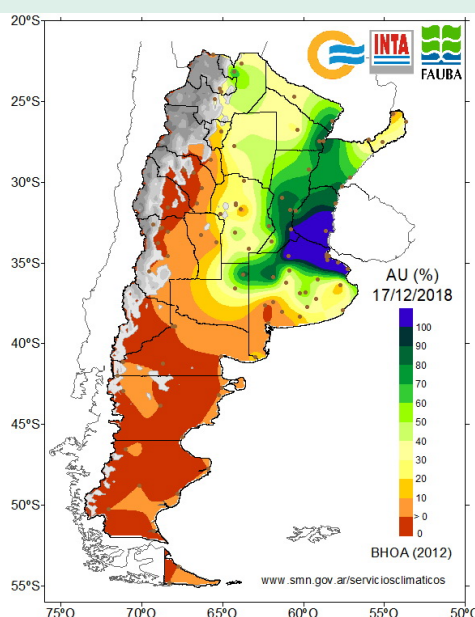 20°S
25°S
30°S
35°S
40°S
45°S
50°S
55°S
75°O
70°O
65°O
60°O
55°O
50°O
INTA
FAUBA
AU (%)
17/12/2018
100
90
80
70
60
50
40
30
20
10
> 0
0
BHOA (2012)
www.smn.gov.ar/serviciosclimaticos